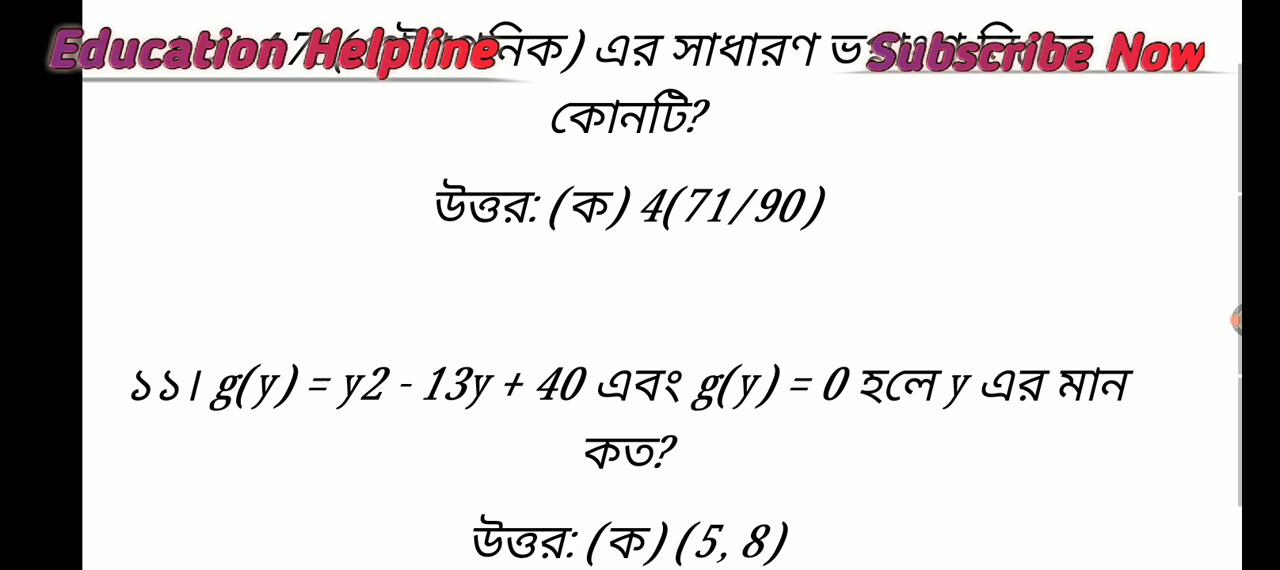 Education Helpline এর সাধারণ Subscribe Now
কোনটি?
উত্তর: (ক) 4(71/90)
১১। g(y) = y2 - 13y + 40 এবং g(y) = 0 হলে y এর মান
কত?
উত্তর: (ক) (5, 8)